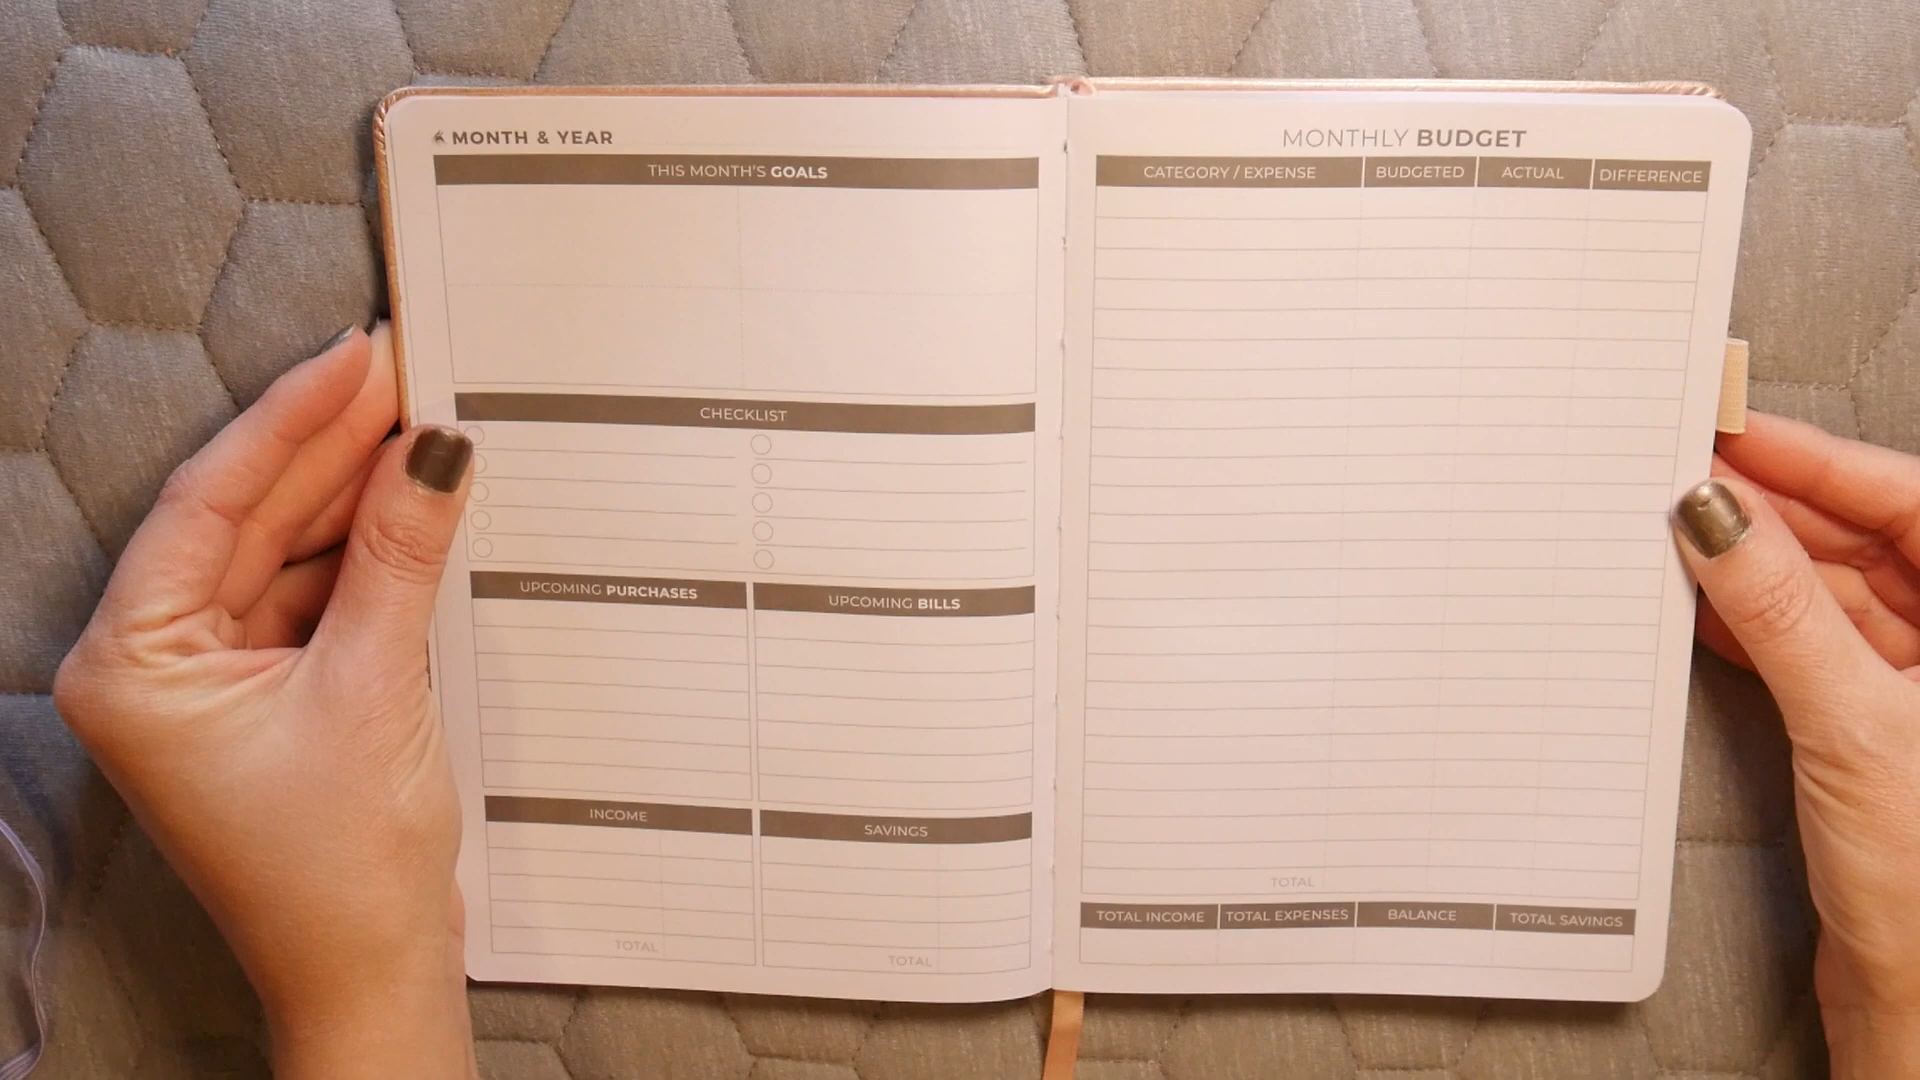 MONTH & YEAR
THIS MONTH'S GOALS
CHECKLIST
UPCOMING PURCHASES
UPCOMING BILLS
INCOME
SAVINGS
TOTAL
TOTAL
MONTHLY BUDGET
CATEGORY / EXPENSE BUDGETED ACTUAL DIFFERENCE
TOTAL
TOTAL INCOME TOTAL EXPENSES BALANCE TOTAL SAVINGS